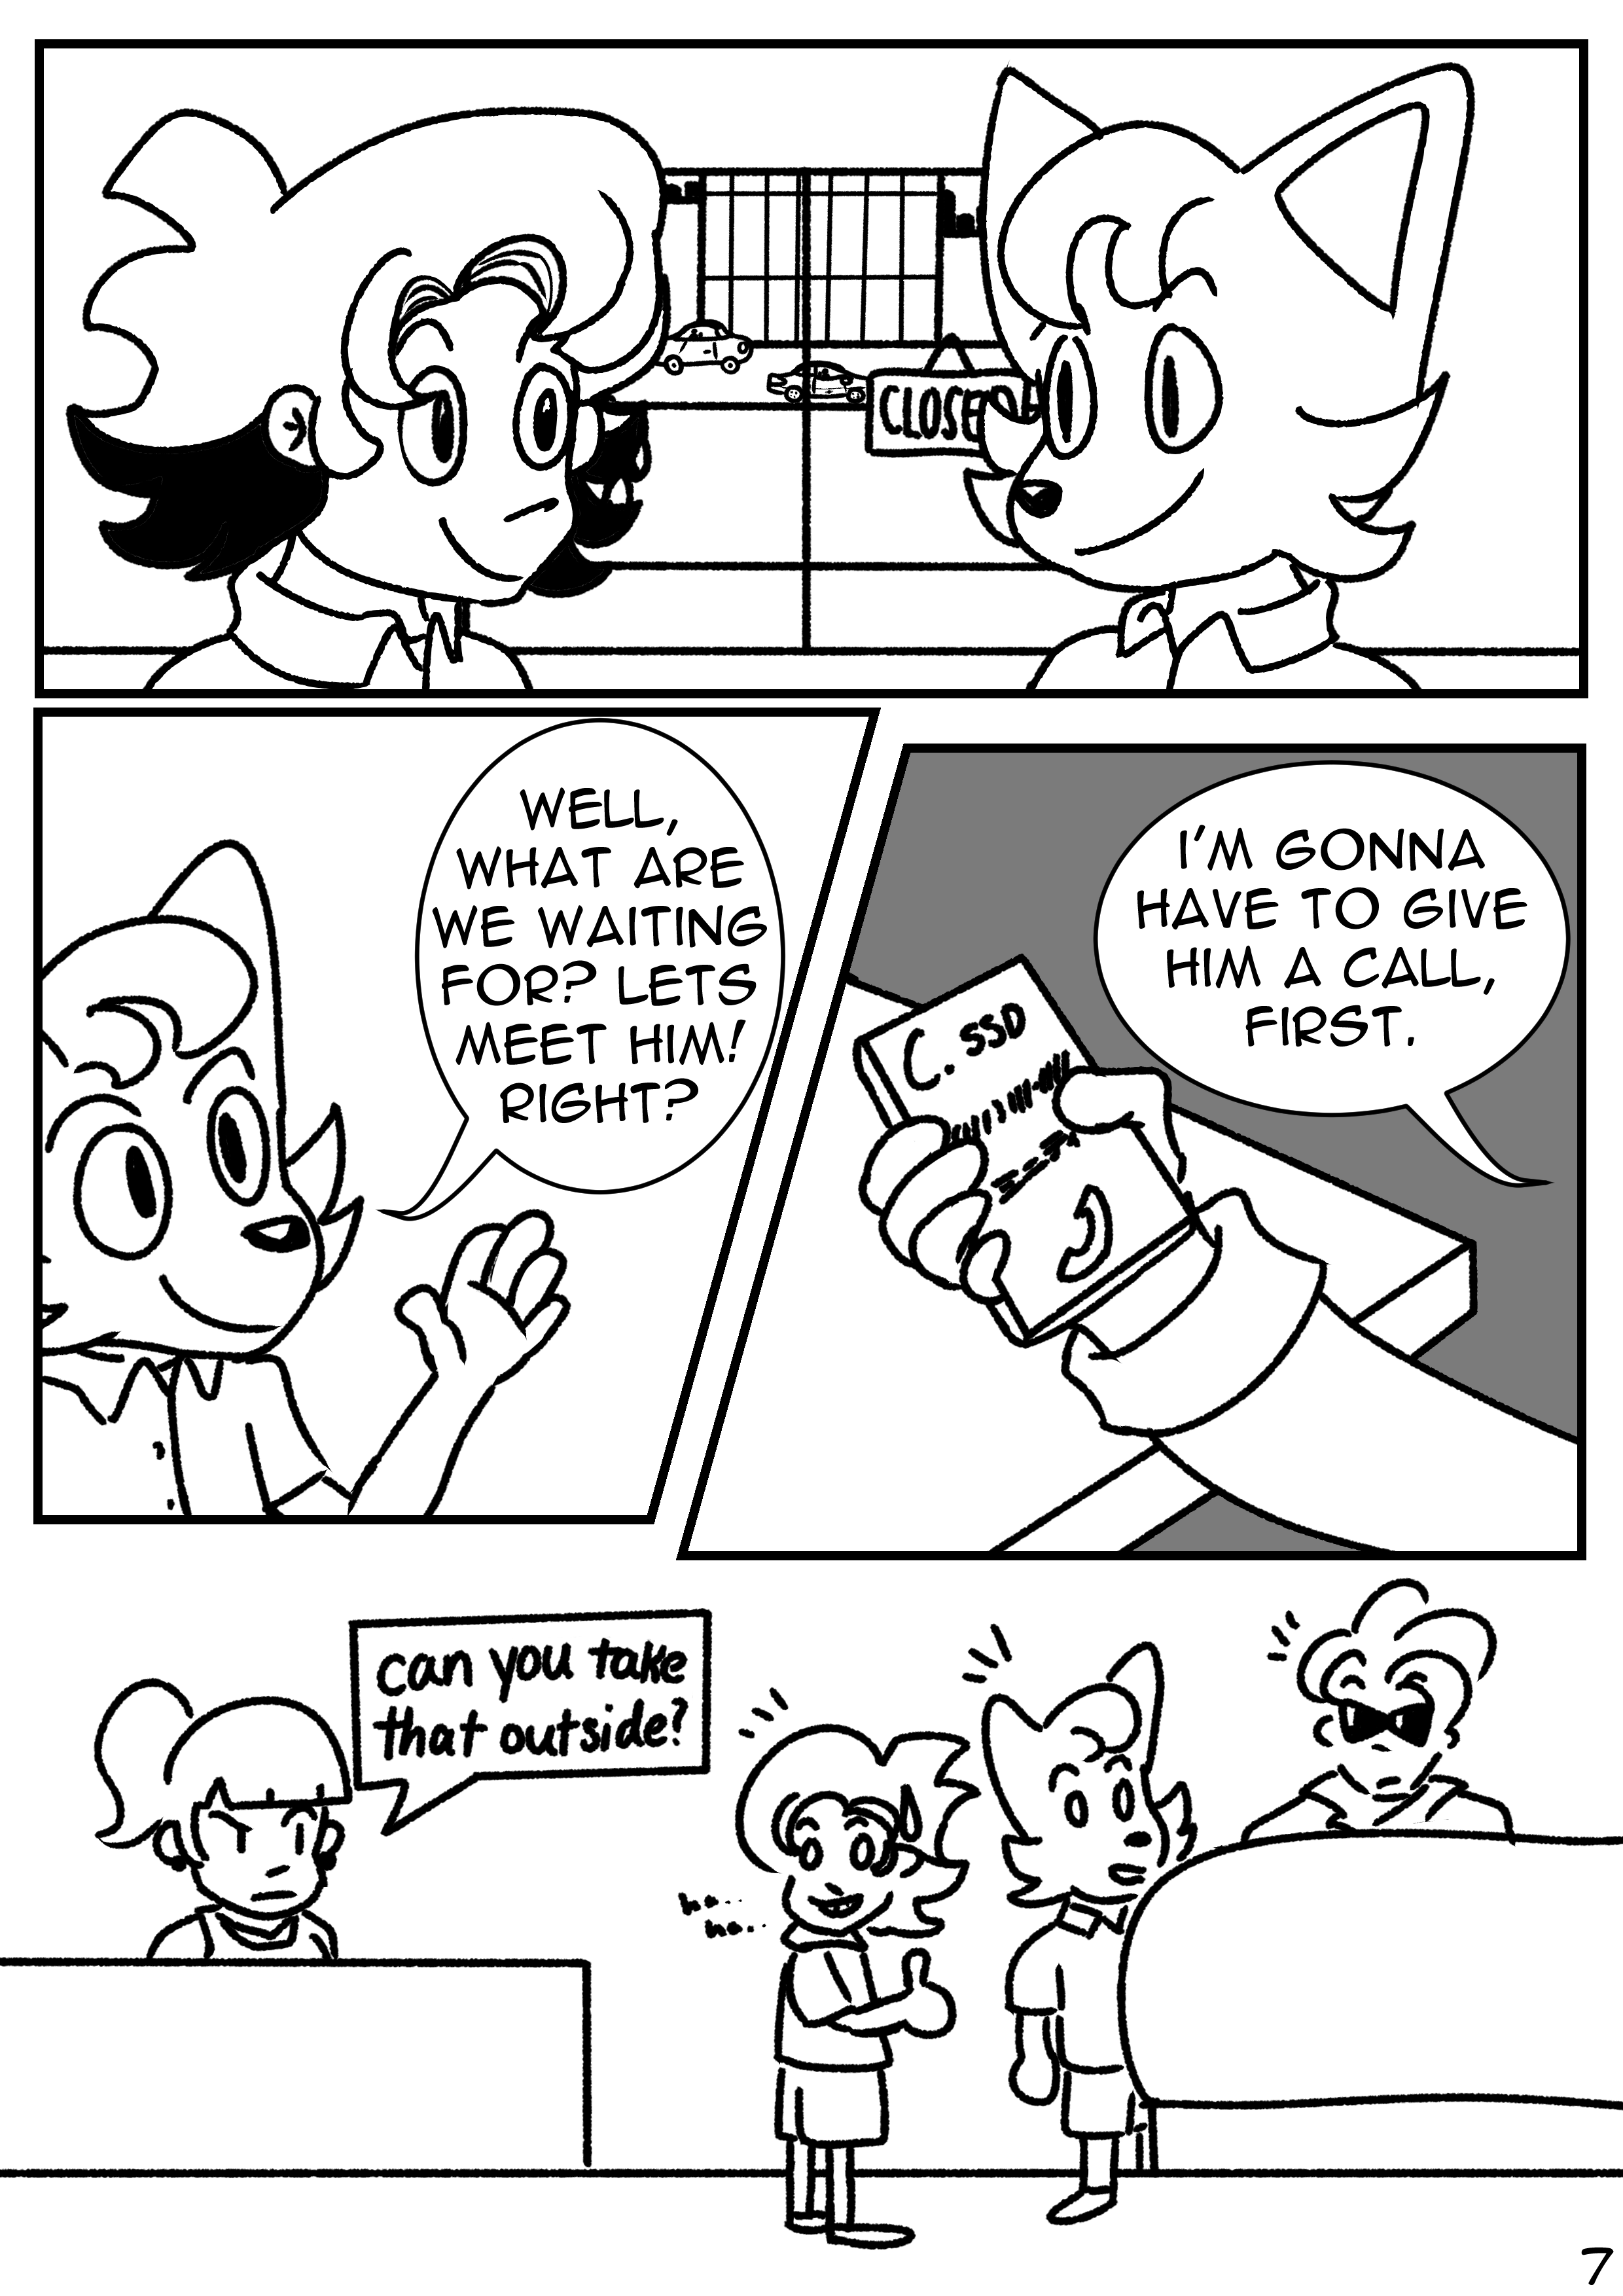 CLOSE
WELL,
WHAT ARE
WE WAITING
FOR? LETS
MEET HIM!
RIGHT?
I'M GONNA
HAVE TO GIVE
HIM A CALL,
FIRST.
C. SSD
can you take
that outside?
ha..
ha..
7